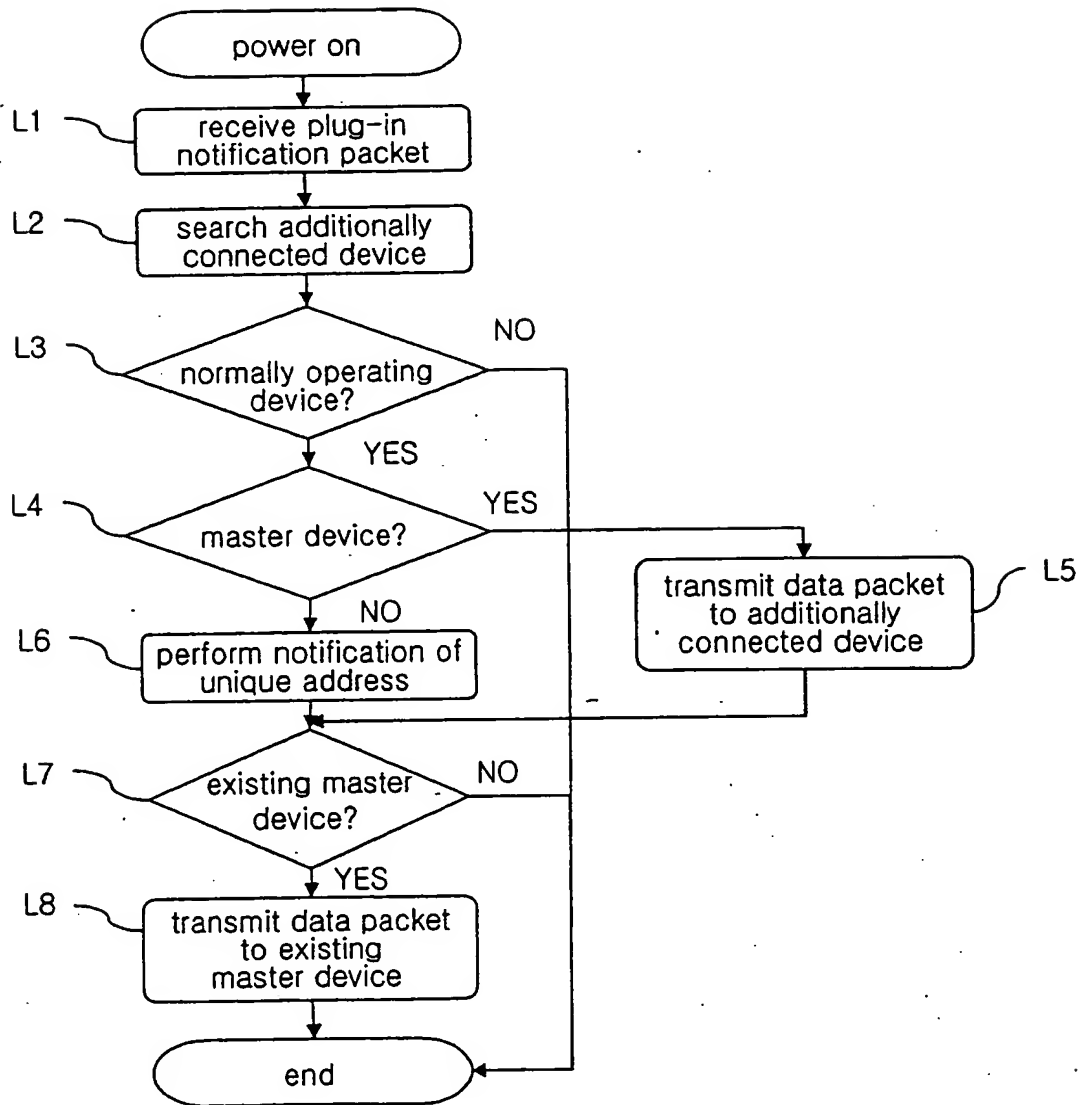 power on
L1
receive plug-in
notification packet
L2
search additionally
connected device
L3
NO
normally operating
device?
YES
L4
YES
master device?
L5
transmit data packet
to additionally
connected device
NO
L6
perform notification of
unique address
L7
existing master
device?
NO
YES
L8
transmit data packet
to existing
master device
end